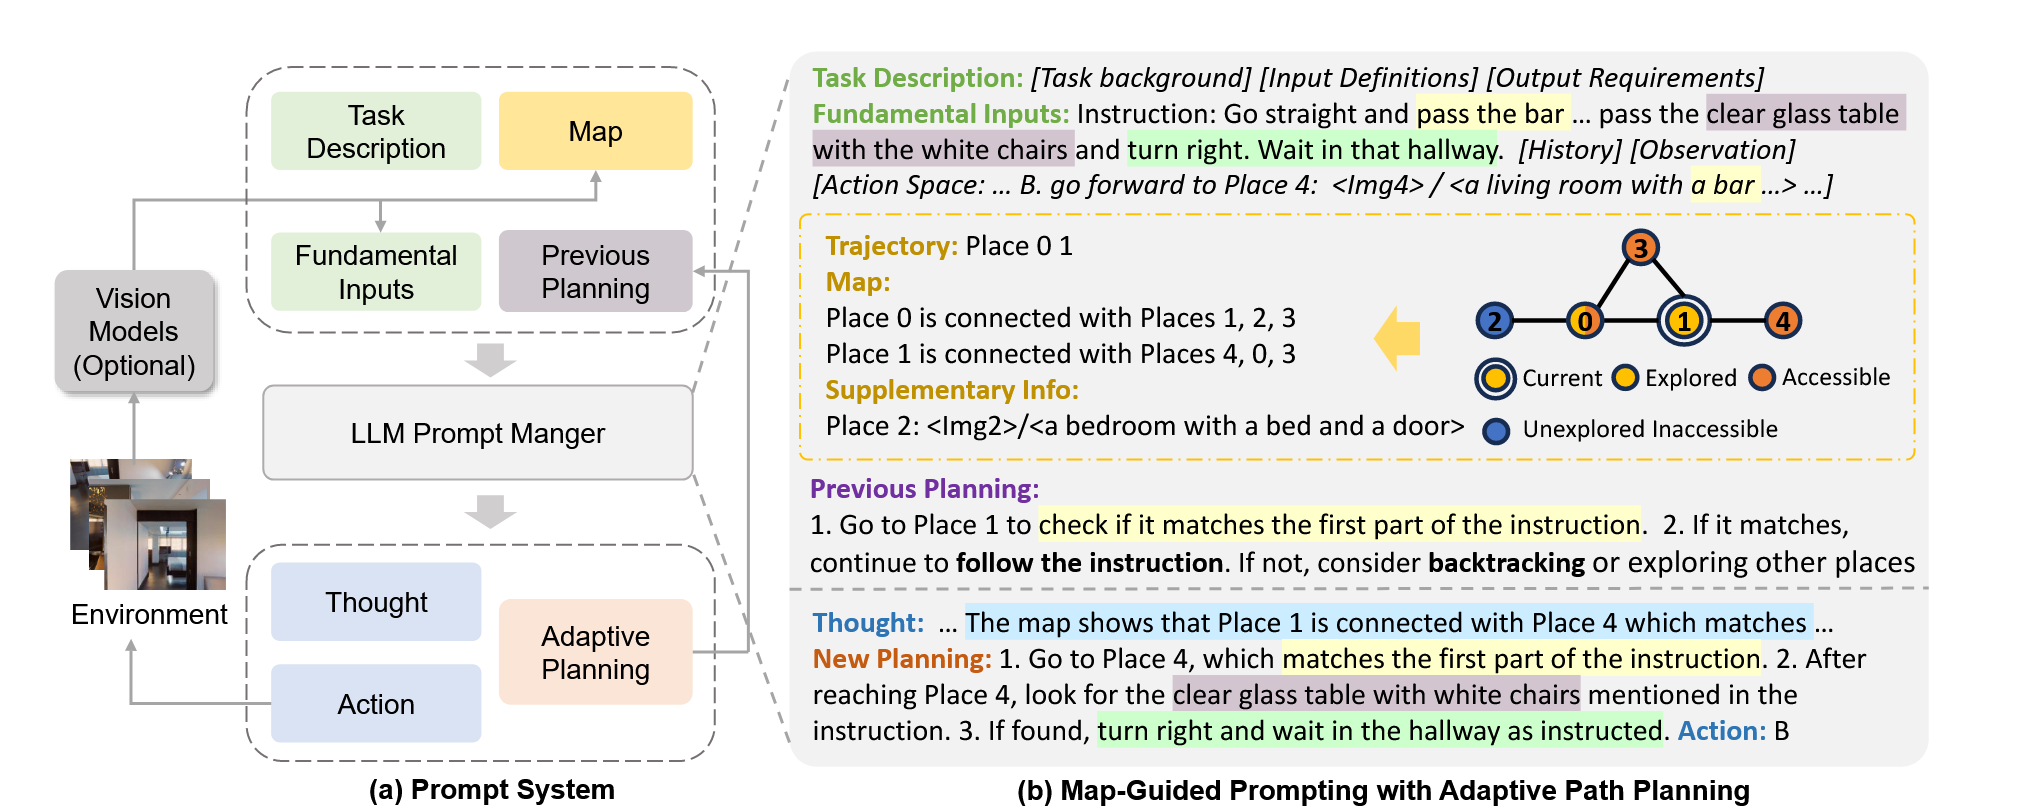 Task
Description
Map
Fundamental
Inputs
Previous
Planning
Vision
Models
(Optional)
LLM Prompt Manger
Environment
Thought
Action
Adaptive
Planning
(a) Prompt System
Task Description: [Task background] [Input Definitions] [Output Requirements]
Fundamental Inputs: Instruction: Go straight and pass the bar ... pass the clear glass table
with the white chairs and turn right. Wait in that hallway. [History] [Observation]
[Action Space: ... B. go forward to Place 4: <Img4> / <a living room with a bar ...> ...]
Trajectory: Place 0 1
Map:
Place 0 is connected with Places 1, 2, 3
Place 1 is connected with Places 4, 0, 3
Supplementary Info:
Place 2: <Img2>/<a bedroom with a bed and a door>
3
2 0 1 4
Current Explored Accessible
Unexplored Inaccessible
Previous Planning:
1. Go to Place 1 to check if it matches the first part of the instruction. 2. If it matches,
continue to follow the instruction. If not, consider backtracking or exploring other places
Thought: ... The map shows that Place 1 is connected with Place 4 which matches ...
New Planning: 1. Go to Place 4, which matches the first part of the instruction. 2. After
reaching Place 4, look for the clear glass table with white chairs mentioned in the
instruction. 3. If found, turn right and wait in the hallway as instructed. Action: B
(b) Map-Guided Prompting with Adaptive Path Planning